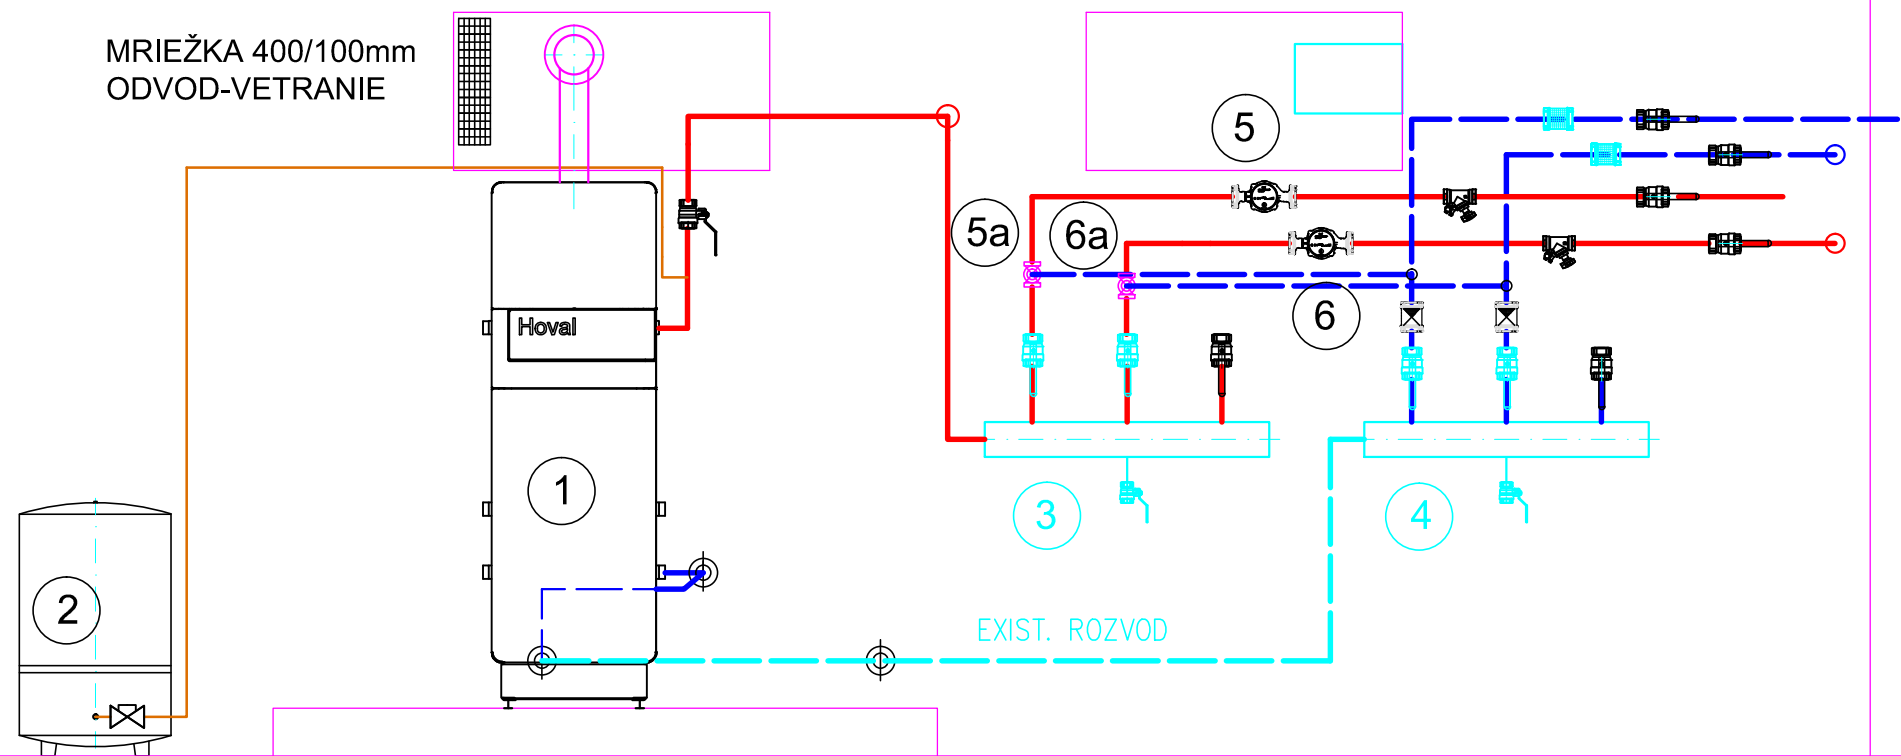 MRIEŽKA 400/100mm
ODVOD-VETRANIE
5
5a
6a
6
Hoval
1
3
4
2
EXIST. ROZVOD